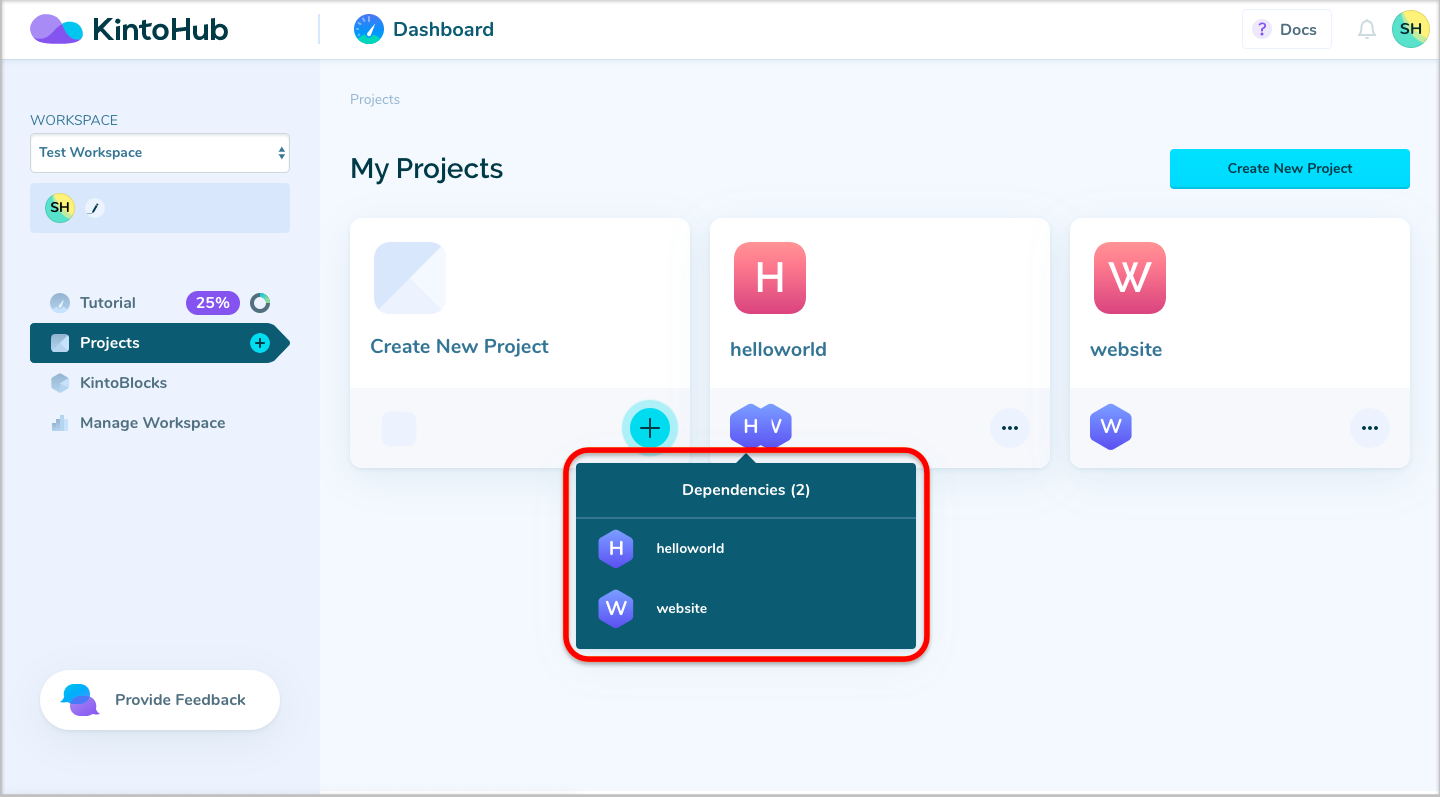 KintoHub
Dashboard
? Docs
SH
WORKSPACE
Test Workspace
SH
Tutorial 25%
Projects
KintoBlocks
Manage Workspace
Provide Feedback
Projects
My Projects
Create New Project
Create New Project
H
helloworld
H W
W
website
W
Dependencies (2)
H helloworld
W website